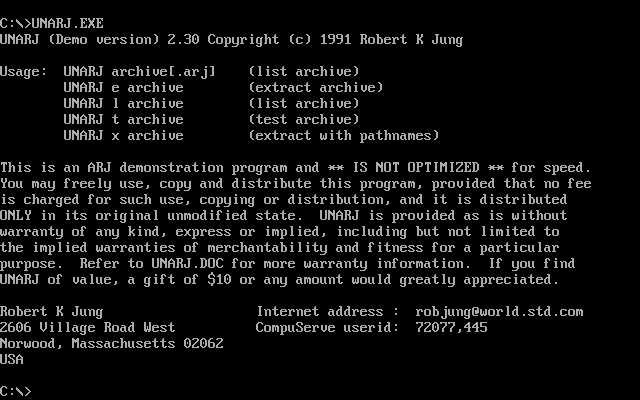 C:\>UNARJ.EXE
UNARJ (Demo version) 2.30 Copyright (c) 1991 Robert K Jung
Usage:  UNARJ archive[.arj]    (list archive)
        UNARJ e archive        (extract archive)
        UNARJ l archive        (list archive)
        UNARJ t archive        (test archive)
        UNARJ x archive        (extract with pathnames)
This is an ARJ demonstration program and ** IS NOT OPTIMIZED ** for speed.
You may freely use, copy and distribute this program, provided that no fee
is charged for such use, copying or distribution, and it is distributed
ONLY in its original unmodified state.  UNARJ is provided as is without
warranty of any kind, express or implied, including but not limited to
the implied warranties of merchantability and fitness for a particular
purpose.  Refer to UNARJ.DOC for more warranty information.  If you find
UNARJ of value, a gift of $10 or any amount would greatly appreciated.
Robert K Jung                   Internet address :  robjung@world.std.com
2606 Village Road West          CompuServe userid:  72077,445
Norwood, Massachusetts 02062
USA
C:\>